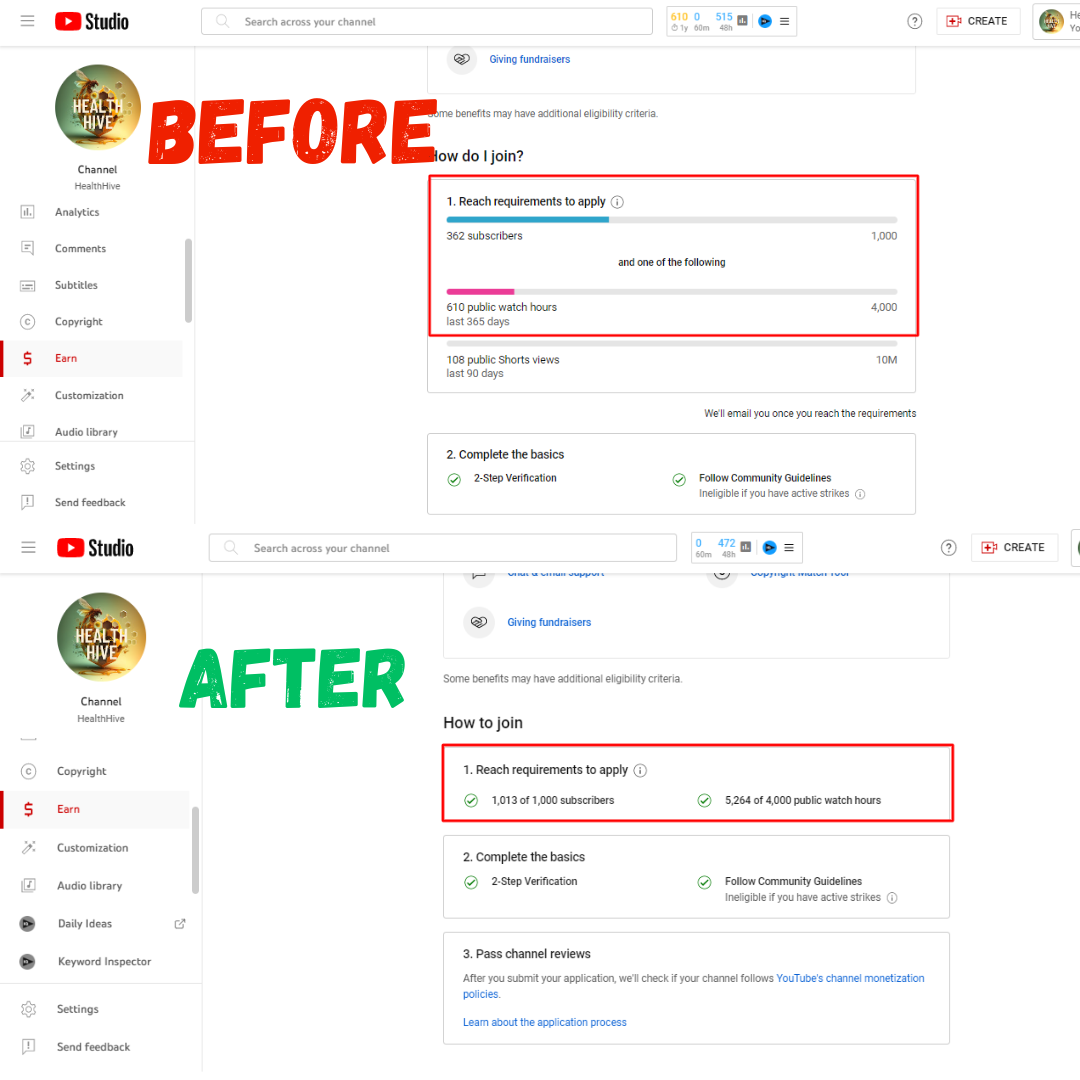 Studio
Search across your channel
610 0 515
1y 60m 48h
?
CREATE
He
Yo
HEALTH
HIVE
BEFORE
Channel
HealthHive
Analytics
Comments
Subtitles
Copyright
Earn
Customization
Audio library
Settings
Send feedback
Giving fundraisers
ome benefits may have additional eligibility criteria.
How do I join?
1. Reach requirements to apply
362 subscribers 1,000
and one of the following
610 public watch hours 4,000
last 365 days
108 public Shorts views 10M
last 90 days
We'll email you once you reach the requirements
2. Complete the basics
2-Step Verification
Follow Community Guidelines
Ineligible if you have active strikes
Studio
Search across your channel
0 472
60m 48h
?
CREATE
HEALTH
HIVE
AFTER
Channel
HealthHive
Copyright
Earn
Customization
Audio library
Daily Ideas
Keyword Inspector
Settings
Send feedback
Chat & email support
Copyright Match Tool
Giving fundraisers
Some benefits may have additional eligibility criteria.
How to join
1. Reach requirements to apply
1,013 of 1,000 subscribers
5,264 of 4,000 public watch hours
2. Complete the basics
2-Step Verification
Follow Community Guidelines
Ineligible if you have active strikes
3. Pass channel reviews
After you submit your application, we'll check if your channel follows YouTube's channel monetization
policies.
Learn about the application process